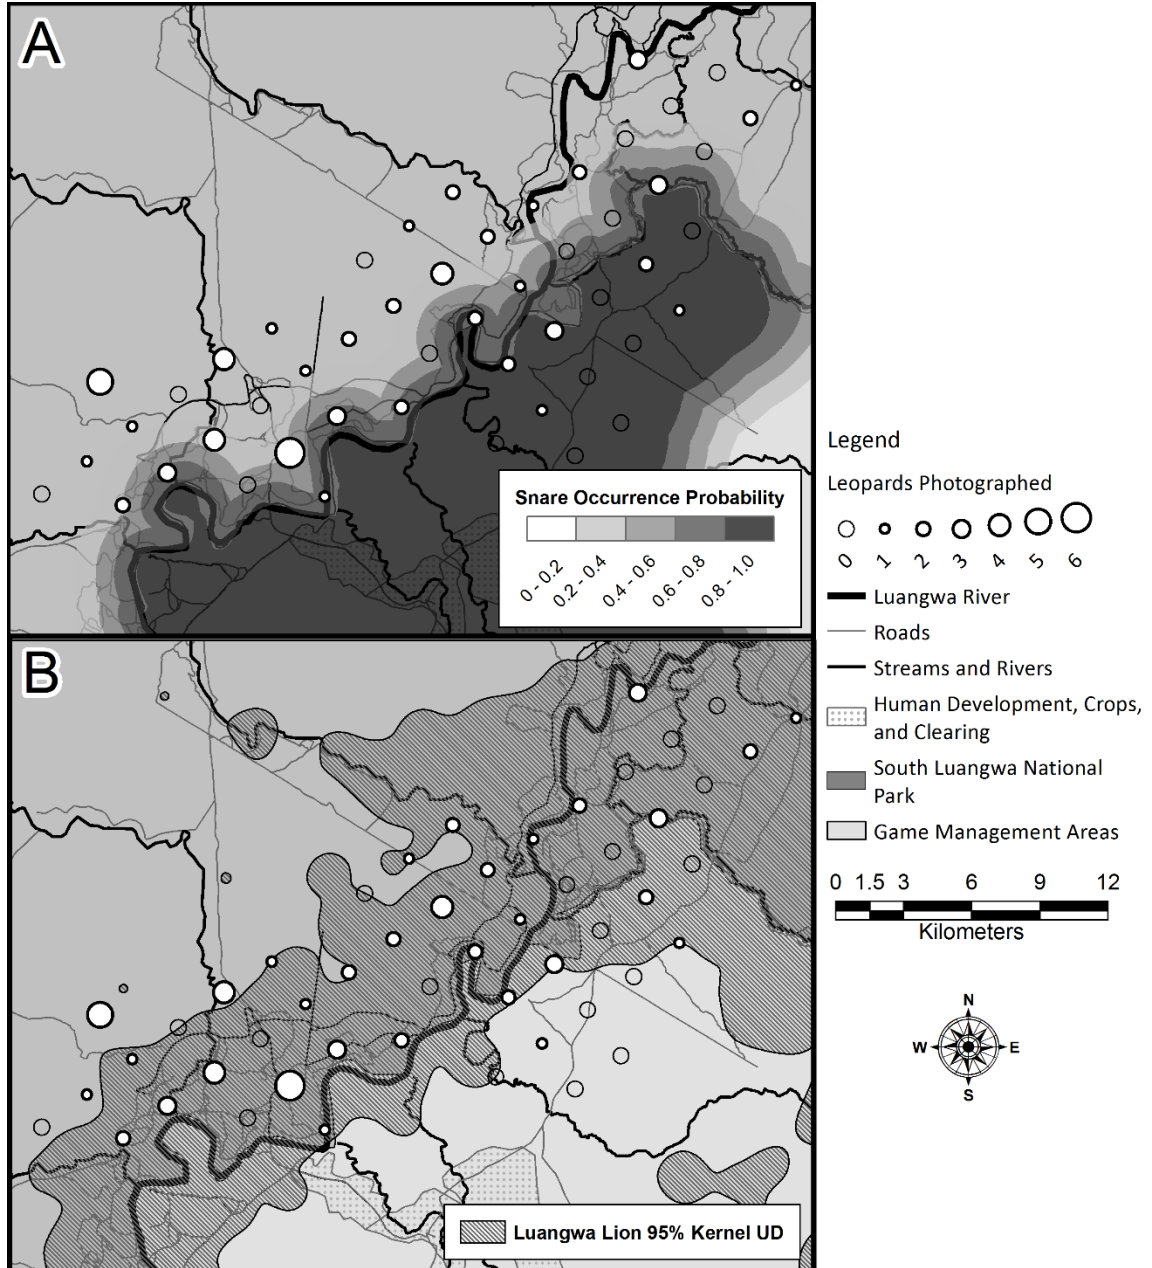 A
Snare Occurrence Probability
0 - 0.2
0.2 - 0.4
0.4 - 0.6
0.6 - 0.8
0.8 - 1.0
B
Luangwa Lion 95% Kernel UD
Legend
Leopards Photographed
0 1 2 3 4 5 6
Luangwa River
Roads
Streams and Rivers
Human Development, Crops,
and Clearing
South Luangwa National
Park
Game Management Areas
0 1.5 3 6 9 12
Kilometers
N
W E
S